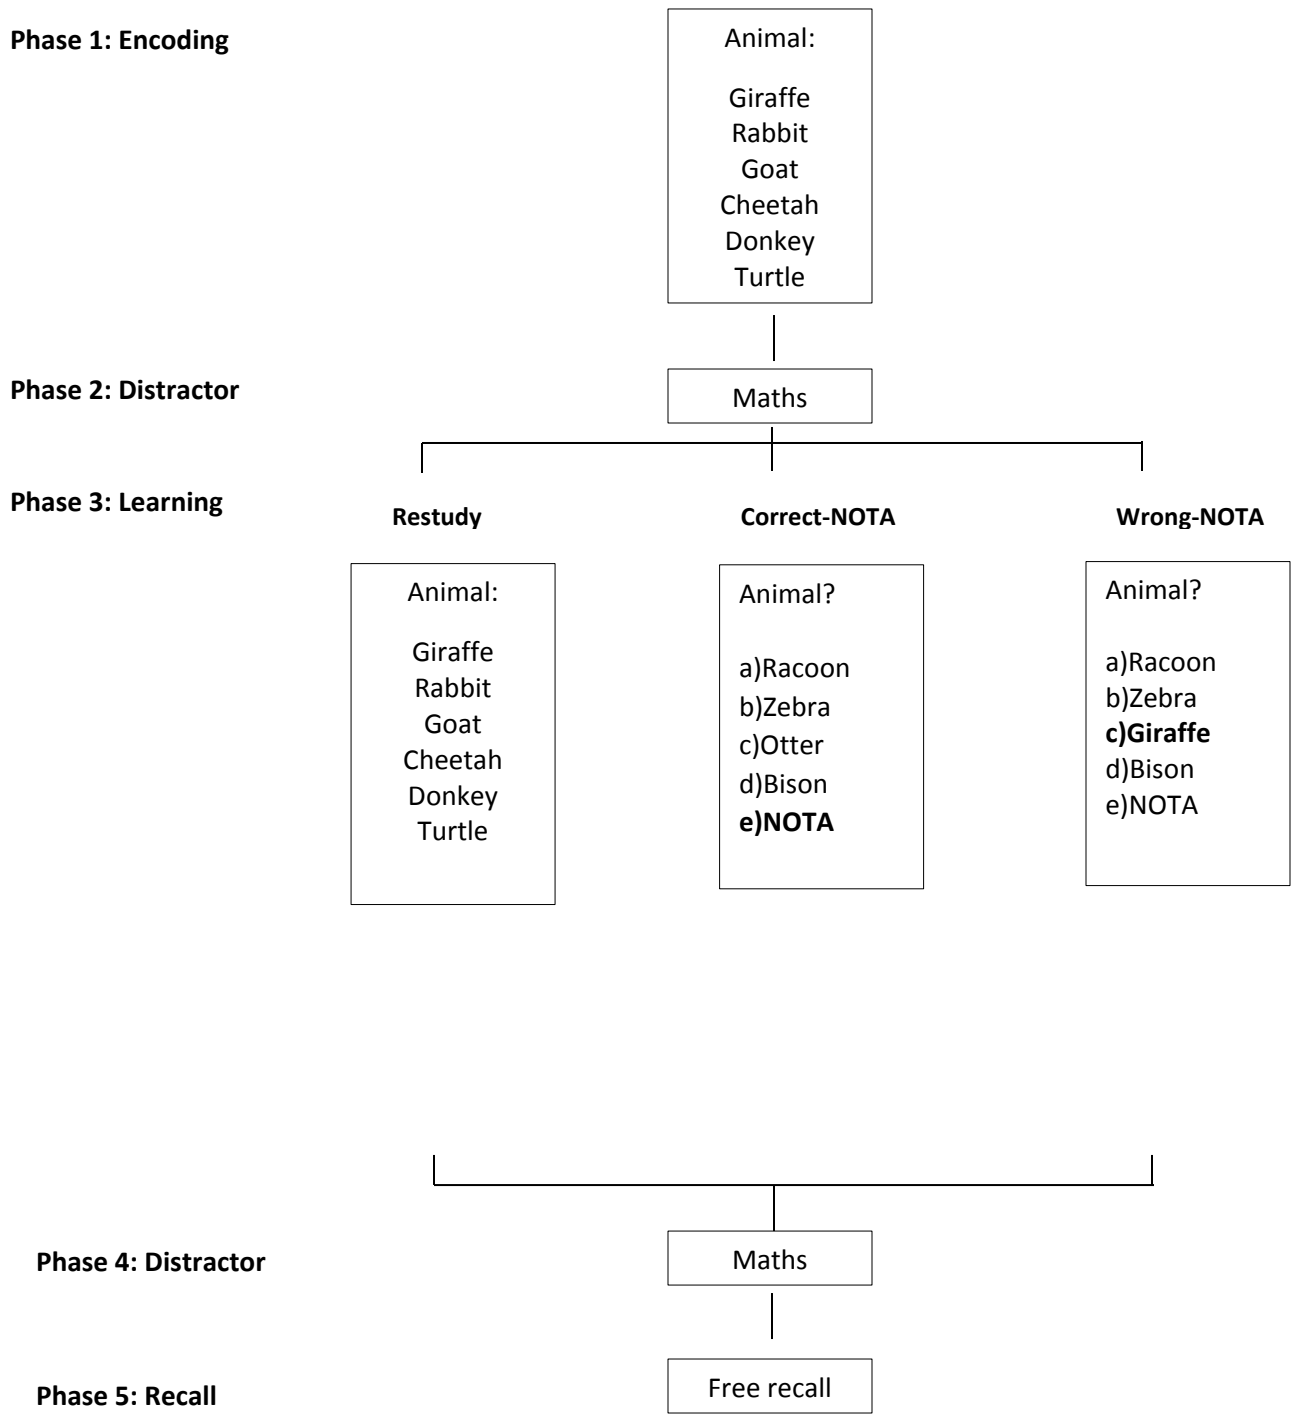 Phase 1: Encoding
Animal:
Giraffe
Rabbit
Goat
Cheetah
Donkey
Turtle
Phase 2: Distractor
Maths
Phase 3: Learning
Restudy
Animal:
Giraffe
Rabbit
Goat
Cheetah
Donkey
Turtle
Correct-NOTA
Animal?
a)Racoon
b)Zebra
c)Otter
d)Bison
e)NOTA
Wrong-NOTA
Animal?
a)Racoon
b)Zebra
c)Giraffe
d)Bison
e)NOTA
Phase 4: Distractor
Maths
Phase 5: Recall
Free recall